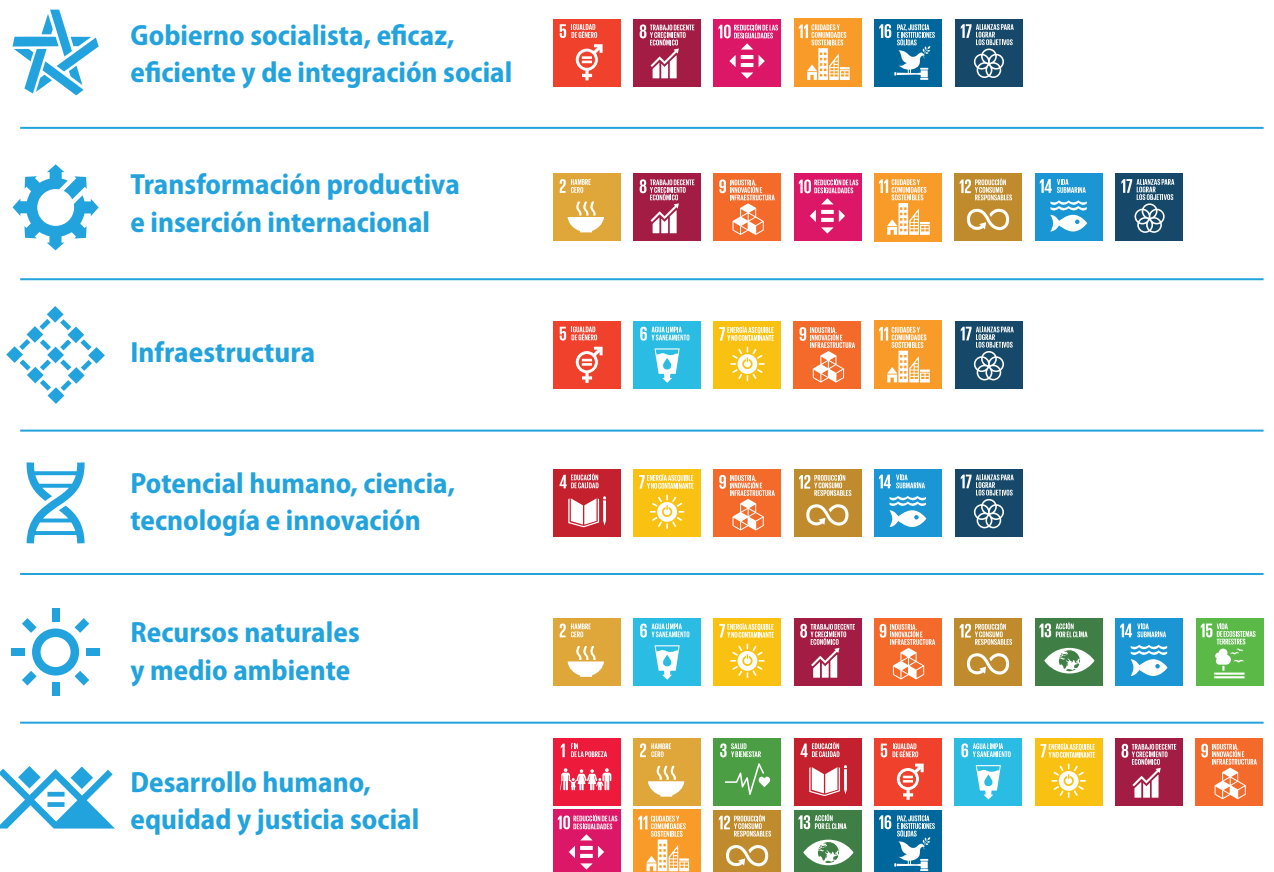 Gobierno socialista, eficaz,
eficiente y de integración social
5 IGUALDAD
DE GÉNERO
8 TRABAJO DECENTE
Y CRECIMIENTO
ECONÓMICO
10 REDUCCIÓN DE LAS
DESIGUALDADES
11 CIUDADES Y
COMUNIDADES
SOSTENIBLES
16 PAZ, JUSTICIA
E INSTITUCIONES
SÓLIDAS
17 ALIANZAS PARA
LOGRAR
LOS OBJETIVOS
Transformación productiva
e inserción internacional
2 HAMBRE
CERO
8 TRABAJO DECENTE
Y CRECIMIENTO
ECONÓMICO
9 INDUSTRIA,
INNOVACIÓN E
INFRAESTRUCTURA
10 REDUCCIÓN DE LAS
DESIGUALDADES
11 CIUDADES Y
COMUNIDADES
SOSTENIBLES
12 PRODUCCIÓN
Y CONSUMO
RESPONSABLES
14 VIDA
SUBMARINA
17 ALIANZAS PARA
LOGRAR
LOS OBJETIVOS
Infraestructura
5 IGUALDAD
DE GÉNERO
6 AGUA LIMPIA
Y SANEAMIENTO
7 ENERGÍA ASEQUIBLE
Y NO CONTAMINANTE
9 INDUSTRIA,
INNOVACIÓN E
INFRAESTRUCTURA
11 CIUDADES Y
COMUNIDADES
SOSTENIBLES
17 ALIANZAS PARA
LOGRAR
LOS OBJETIVOS
Potencial humano, ciencia,
tecnología e innovación
4 EDUCACIÓN
DE CALIDAD
7 ENERGÍA ASEQUIBLE
Y NO CONTAMINANTE
9 INDUSTRIA,
INNOVACIÓN E
INFRAESTRUCTURA
12 PRODUCCIÓN
Y CONSUMO
RESPONSABLES
14 VIDA
SUBMARINA
17 ALIANZAS PARA
LOGRAR
LOS OBJETIVOS
Recursos naturales
y medio ambiente
2 HAMBRE
CERO
6 AGUA LIMPIA
Y SANEAMIENTO
7 ENERGÍA ASEQUIBLE
Y NO CONTAMINANTE
8 TRABAJO DECENTE
Y CRECIMIENTO
ECONÓMICO
9 INDUSTRIA,
INNOVACIÓN E
INFRAESTRUCTURA
12 PRODUCCIÓN
Y CONSUMO
RESPONSABLES
13 ACCIÓN
POR EL CLIMA
14 VIDA
SUBMARINA
15 VIDA
DE ECOSISTEMAS
TERRESTRES
Desarrollo humano,
equidad y justicia social
1 FIN
DE LA POBREZA
2 HAMBRE
CERO
3 SALUD
Y BIENESTAR
4 EDUCACIÓN
DE CALIDAD
5 IGUALDAD
DE GÉNERO
6 AGUA LIMPIA
Y SANEAMIENTO
7 ENERGÍA ASEQUIBLE
Y NO CONTAMINANTE
8 TRABAJO DECENTE
Y CRECIMIENTO
ECONÓMICO
9 INDUSTRIA,
INNOVACIÓN E
INFRAESTRUCTURA
10 REDUCCIÓN DE LAS
DESIGUALDADES
11 CIUDADES Y
COMUNIDADES
SOSTENIBLES
12 PRODUCCIÓN
Y CONSUMO
RESPONSABLES
13 ACCIÓN
POR EL CLIMA
16 PAZ, JUSTICIA
E INSTITUCIONES
SÓLIDAS